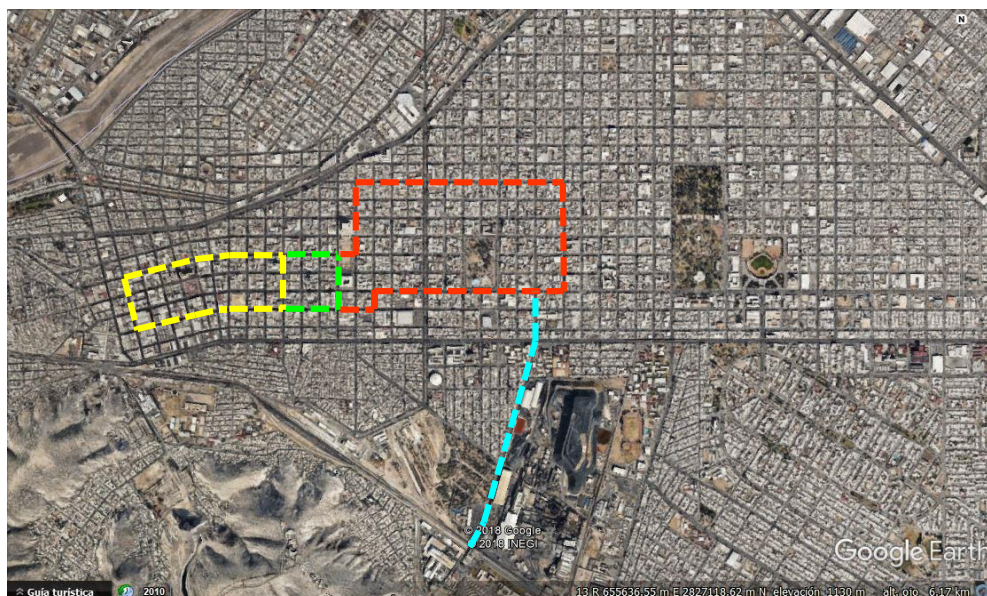 N
© 2018 Google
2018 INEGI
Google Earth
Guía turística
2010
13 R 655636.55 m E 2827118.62 m N elevación 1130 m alt. ojo 6.17 km